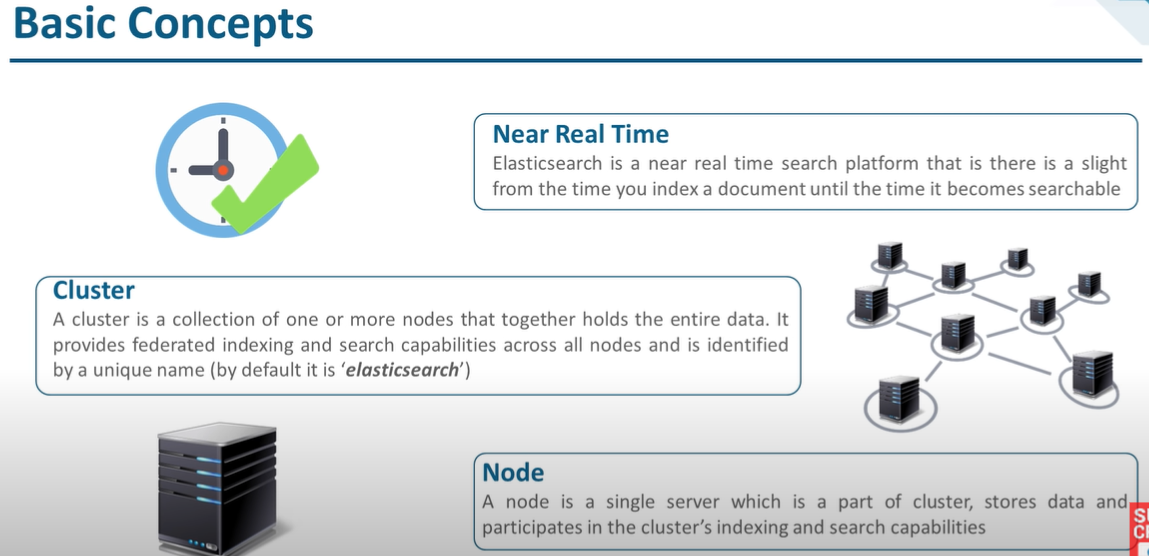 Basic Concepts
Near Real Time
Elasticsearch is a near real time search platform that is there is a slight
from the time you index a document until the time it becomes searchable
Cluster
A cluster is a collection of one or more nodes that together holds the entire data. It
provides federated indexing and search capabilities across all nodes and is identified
by a unique name (by default it is ‘elasticsearch’)
Node
A node is a single server which is a part of cluster, stores data and
participates in the cluster’s indexing and search capabilities